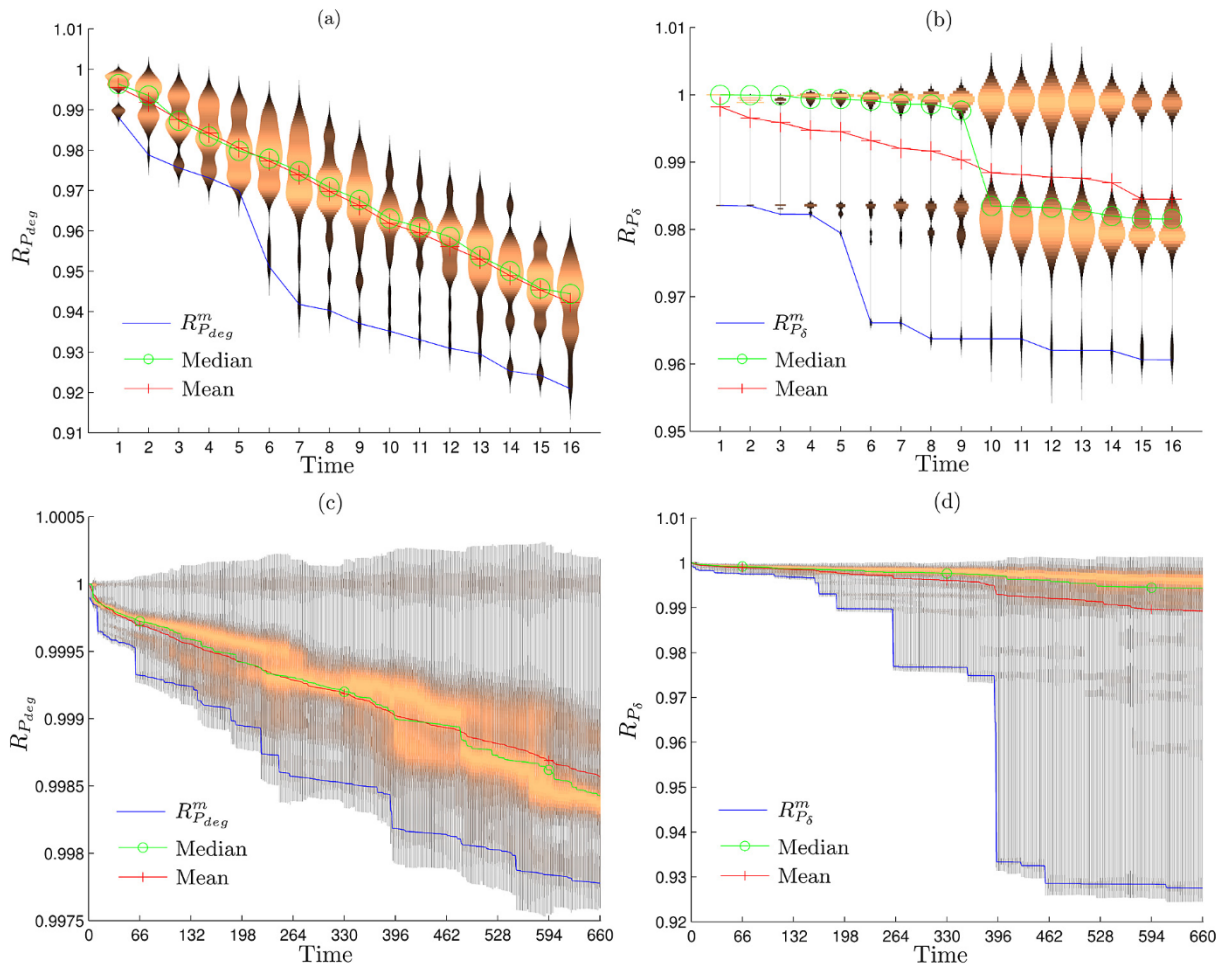 (a)
1.01
1
0.99
0.98
0.97
0.96
0.95
0.94
0.93
0.92
0.91
R_{P_{deg}}
R^m_{P_{deg}}
Median
Mean
1 2 3 4 5 6 7 8 9 10 11 12 13 14 15 16
Time
(b)
1.01
1
0.99
0.98
0.97
0.96
0.95
R_{P_δ}
R^m_{P_δ}
Median
Mean
1 2 3 4 5 6 7 8 9 10 11 12 13 14 15 16
Time
(c)
1.0005
1
0.9995
0.999
0.9985
0.998
0.9975
R_{P_{deg}}
R^m_{P_{deg}}
Median
Mean
0 66 132 198 264 330 396 462 528 594 660
Time
(d)
1.01
1
0.99
0.98
0.97
0.96
0.95
0.94
0.93
0.92
R_{P_δ}
R^m_{P_δ}
Median
Mean
0 66 132 198 264 330 396 462 528 594 660
Time